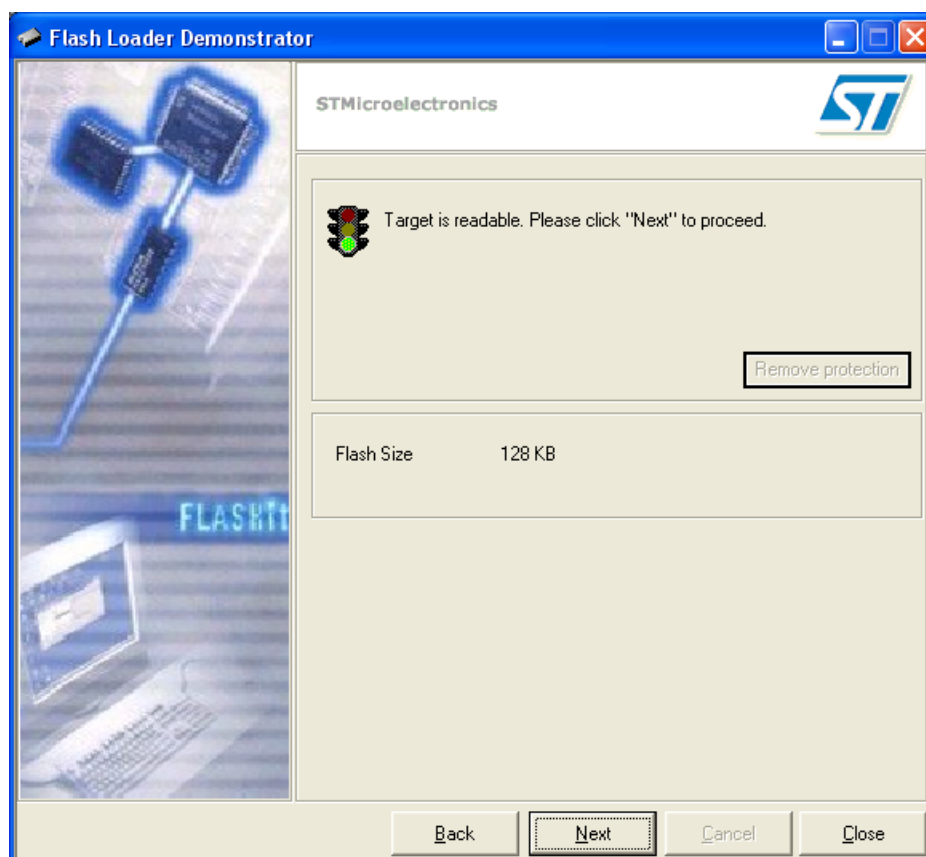 Flash Loader Demonstrator
STMicroelectronics
ST
Target is readable. Please click "Next" to proceed.
Remove protection
Flash Size 128 KB
FLASHit
Back Next Cancel Close